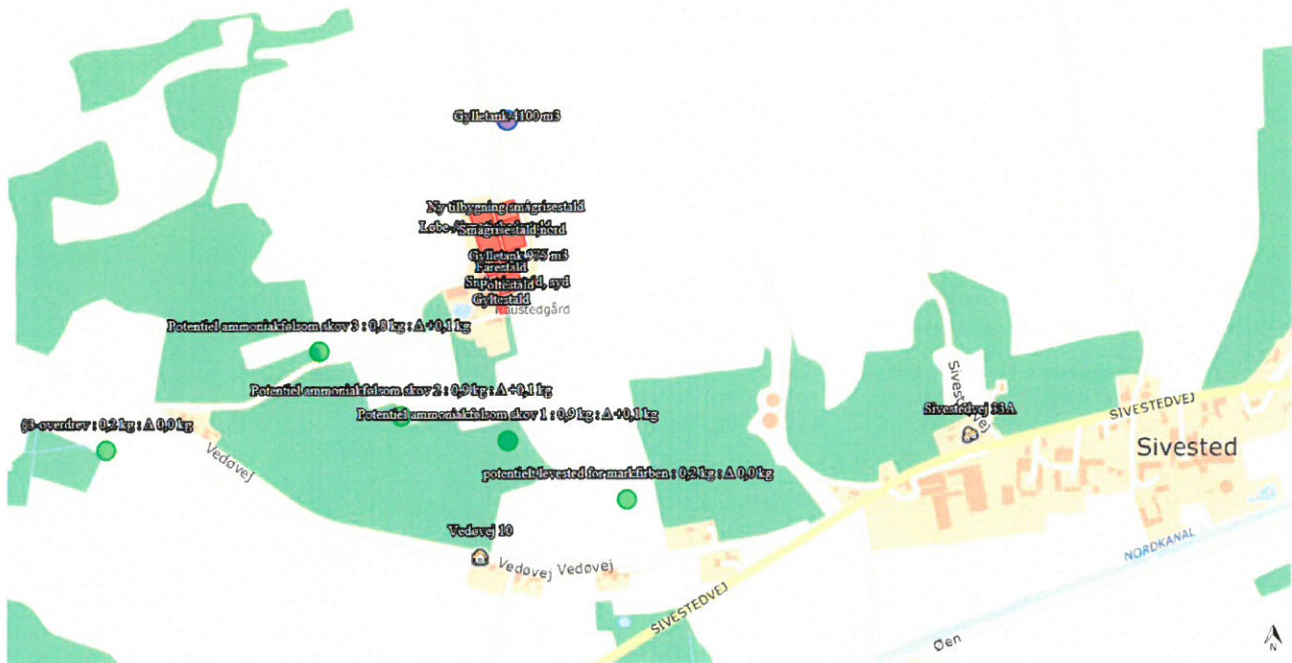 Gylletank 4100 m3
Ny tilbygning smågrisestald
Løbe-
Smågrisestald, nord
Gylletank 975 m3
Farestald
syd
Poltestald
Gyltestald
Potentiel ammoniakfølsom skov 3 : 0,8 kg : Δ +0,1 kg
Potentiel ammoniakfølsom skov 2 : 0,9 kg : Δ +0,1 kg
Potentiel ammoniakfølsom skov 1 : 0,9 kg : Δ +0,1 kg
Sivestedvej
Sivestedvej 33A
SIVESTEDVEJ
§3-overdrev : 0,2 kg : Δ 0,0 kg
Vedøvej
Sivested
potentielt levested for markfirben : 0,2 kg : Δ 0,0 kg
Vedøvej 10
Vedøvej Vedøvej
NORDKANAL
SIVESTEDVEJ
Øen
N